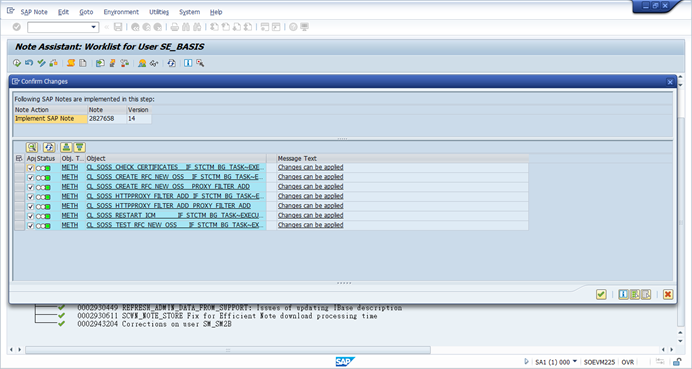 SAP Note Edit Goto Environment Utilities System Help
Note Assistant: Worklist for User SE_BASIS
Confirm Changes
Following SAP Notes are implemented in this step:
Note Action Note Version
Implement SAP Note 2827658 14
Ap Status Obj. T... Object Message Text
METH CL_SOSS_CHECK_CERTIFICATES IF_STCTM_BG_TASK~EXE... Changes can be applied
METH CL_SOSS_CREATE_RFC_NEW_OSS IF_STCTM_BG_TASK~E... Changes can be applied
METH CL_SOSS_CREATE_RFC_NEW_OSS PROXY_FILTER_ADD Changes can be applied
METH CL_SOSS_HTTPPROXY_FILTER_ADD IF_STCTM_BG_TASK~E... Changes can be applied
METH CL_SOSS_HTTPPROXY_FILTER_ADD PROXY_FILTER_ADD Changes can be applied
METH CL_SOSS_RESTART_ICM IF_STCTM_BG_TASK~EXECU... Changes can be applied
METH CL_SOSS_TEST_RFC_NEW_OSS IF_STCTM_BG_TASK~EX... Changes can be applied
0002930449 REFRESH_ADMIN_DATA_FROM_SUPPORT: Issues of updating IBase description
0002930611 SCWN_NOTE_STORE Fix for Efficient Note download processing time
0002943204 Corrections on user SM_SM2B
SAP
SA1 (1) 000 SOEVM225 OVR